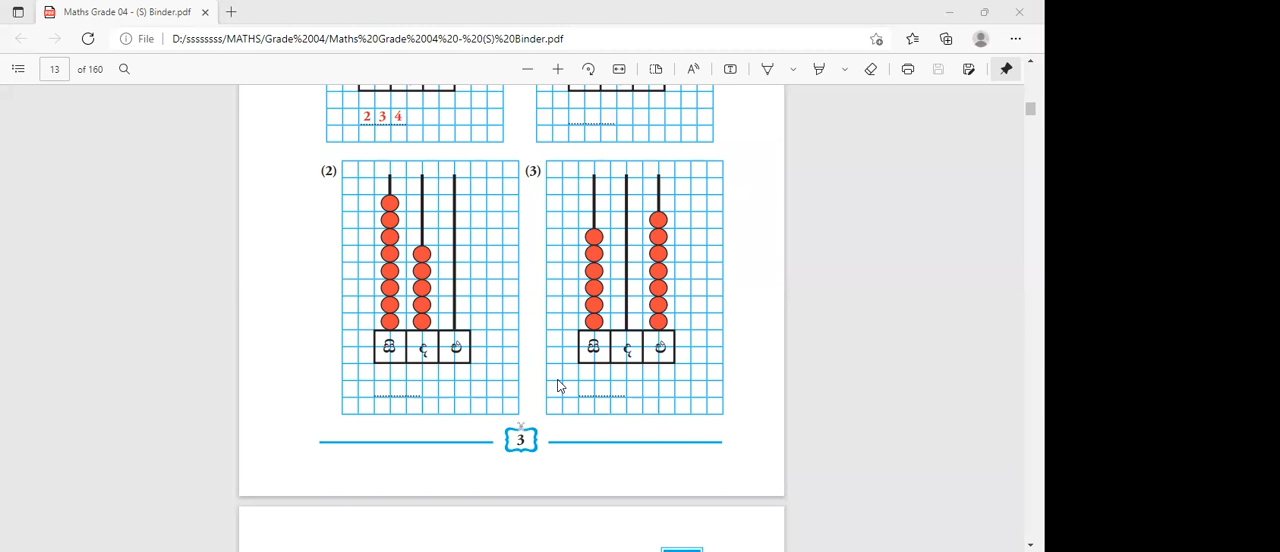 Maths Grade 04 - (S) Binder.pdf
File
D:/ssssssss/MATHS/Grade%2004/Maths%20Grade%2004%20-%20(S)%20Binder.pdf
13 of 160
2 3 4
(2) (3)
සි ද එ සි ද එ
3